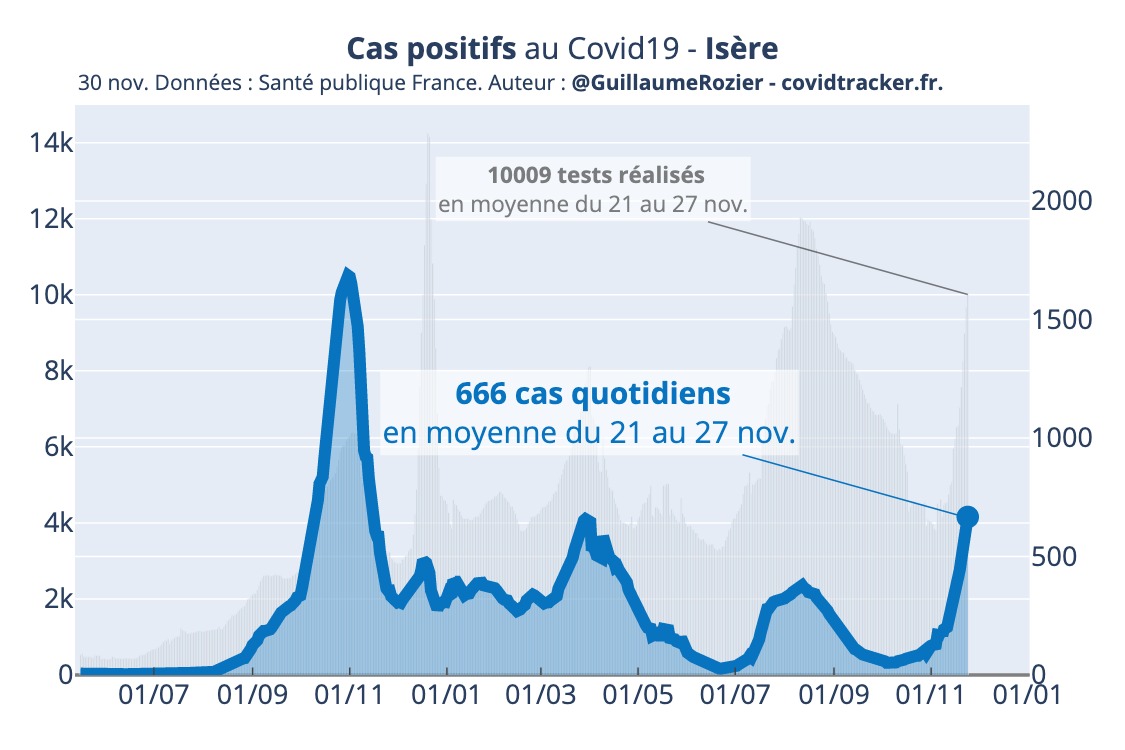 Cas positifs au Covid19 - Isère
30 nov. Données : Santé publique France. Auteur : @GuillaumeRozier - covidtracker.fr.
14k
12k
10k
8k
6k
4k
2k
0
10009 tests réalisés
en moyenne du 21 au 27 nov.
666 cas quotidiens
en moyenne du 21 au 27 nov.
2000
1500
1000
500
0
01/07 01/09 01/11 01/01 01/03 01/05 01/07 01/09 01/11 01/01